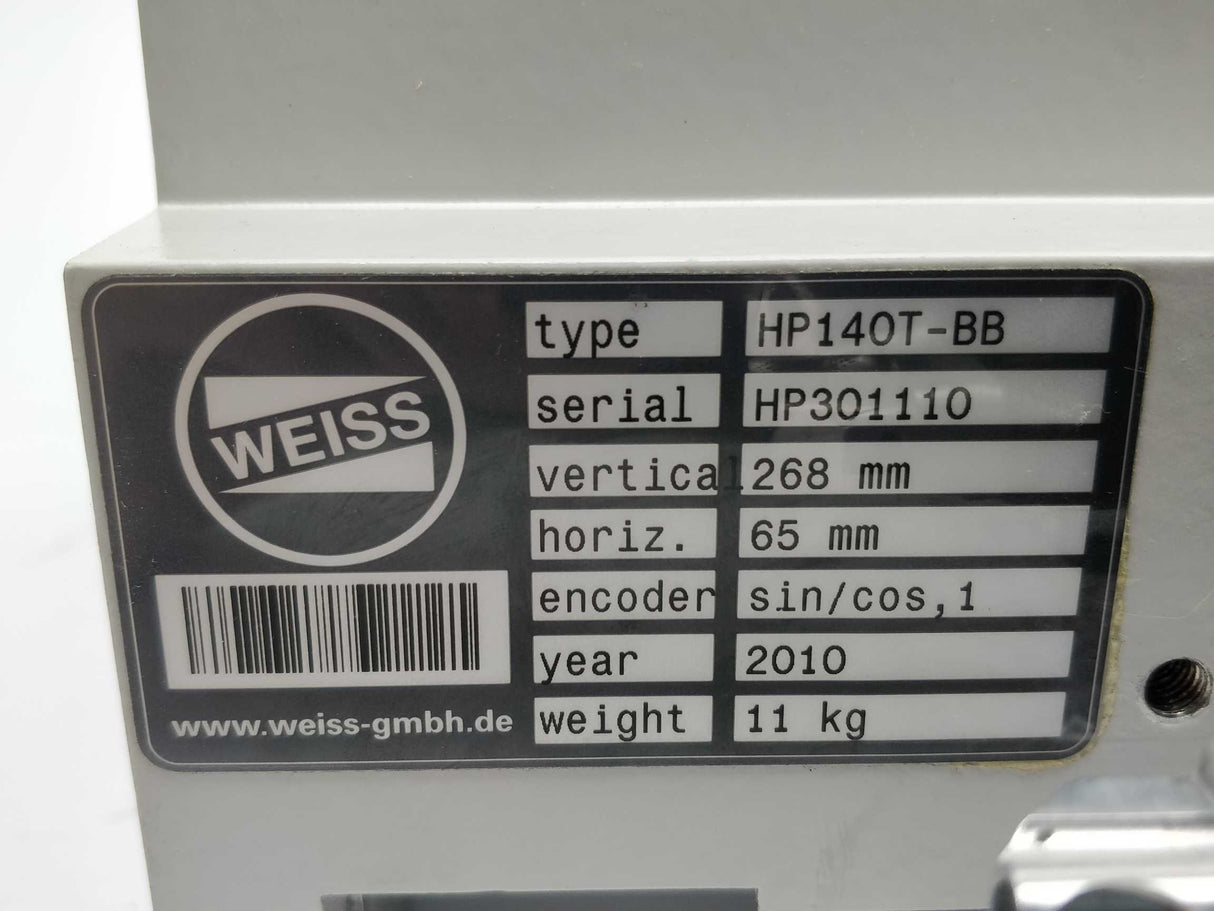 WEISS
www.weiss-gmbh.de
type HP140T-BB
serial HP301110
vertical 268 mm
horiz. 65 mm
encoder sin/cos,1
year 2010
weight 11 kg